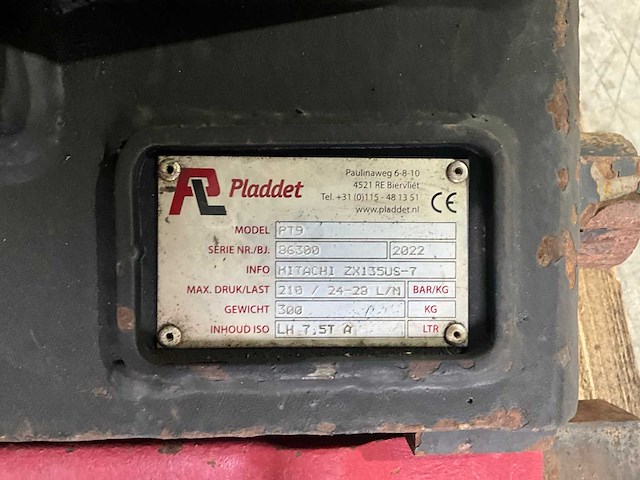 PL Pladdet
Paulinaweg 6-8-10
4521 RE Biervliet
Tel. +31 (0)115 - 48 13 51
www.pladdet.nl
CE
MODEL PT9
SERIE NR./BJ. 86300 2022
INFO HITACHI ZX135US-7
MAX. DRUK/LAST 210 / 24-28 L/M BAR/KG
GEWICHT 300 KG
INHOUD ISO LH 7.5T A LTR